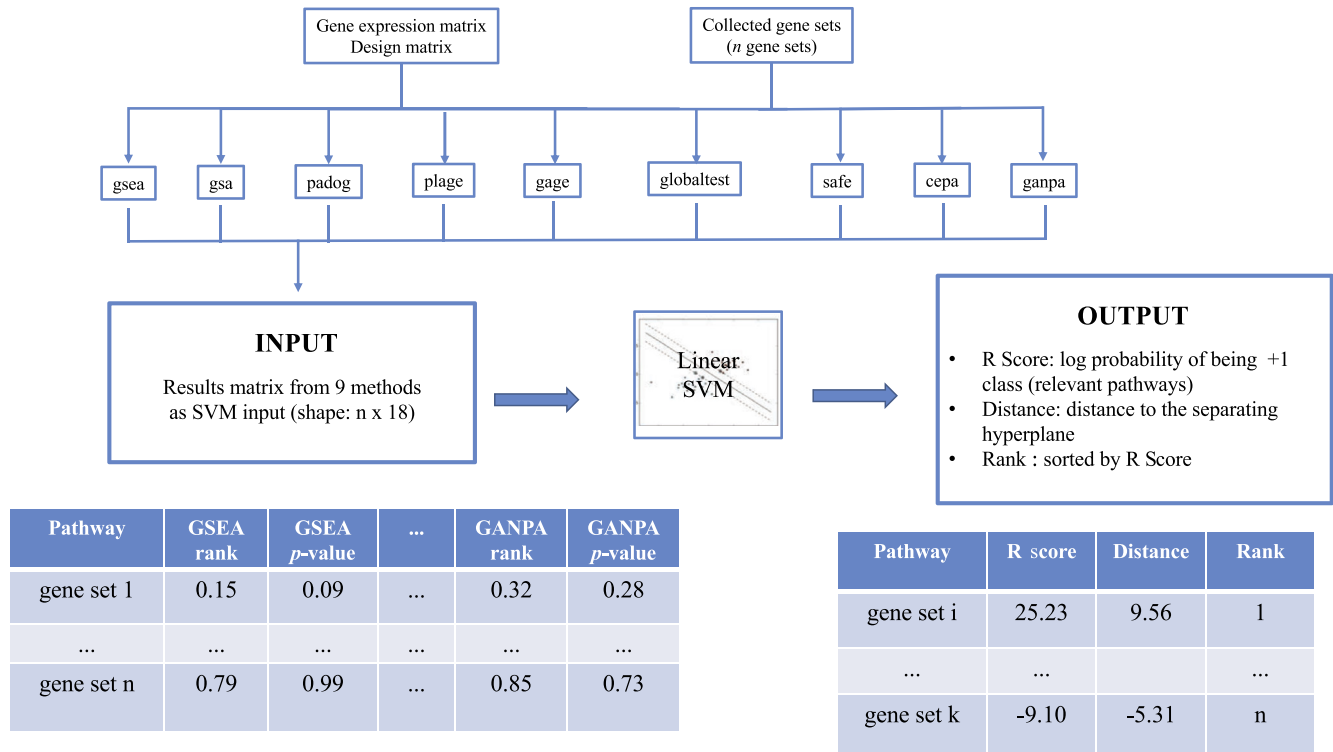 Gene expression matrix
Design matrix
Collected gene sets
(n gene sets)
gsea
gsa
padog
plage
gage
globaltest
safe
cepa
ganpa
INPUT
Results matrix from 9 methods
as SVM input (shape: n x 18)
Linear
SVM
OUTPUT
• R Score: log probability of being +1
class (relevant pathways)
• Distance: distance to the separating
hyperplane
• Rank : sorted by R Score
Pathway GSEA rank GSEA p-value ... GANPA rank GANPA p-value
gene set 1 0.15 0.09 ... 0.32 0.28
... ... ... ... ... ...
gene set n 0.79 0.99 ... 0.85 0.73
Pathway R score Distance Rank
gene set i 25.23 9.56 1
... ... ...
gene set k -9.10 -5.31 n